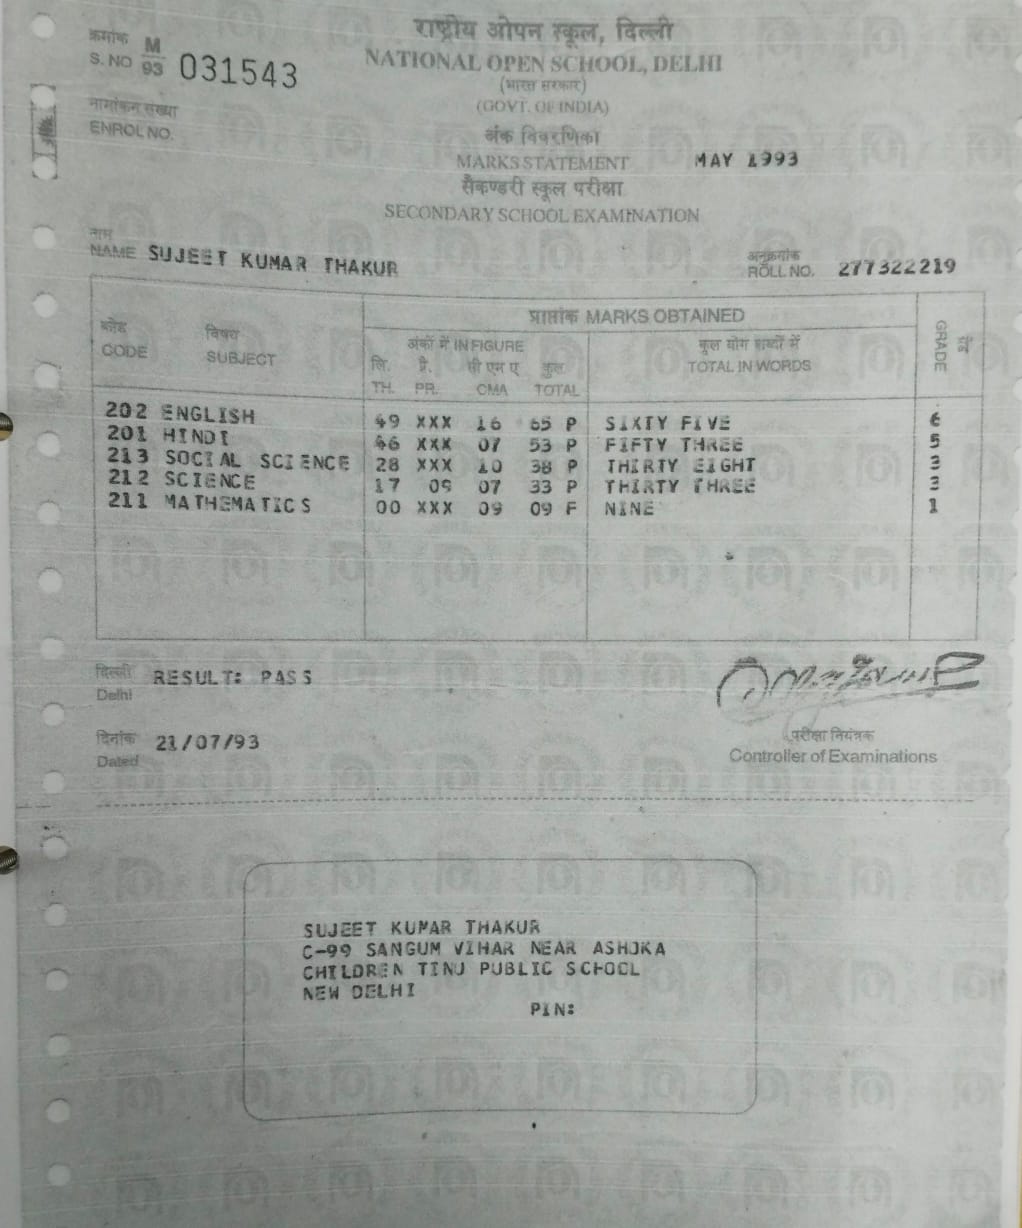 राष्ट्रीय ओपन स्कूल, दिल्ली
क्रमांक M
S. NO 93 031543
NATIONAL OPEN SCHOOL, DELHI
(भारत सरकार)
(GOVT. OF INDIA)
नामांकन संख्या
ENROL NO.
अंक विवरणिका
MARKS STATEMENT MAY 1993
सैकण्डरी स्कूल परीक्षा
SECONDARY SCHOOL EXAMINATION
नाम
NAME SUJEET KUMAR THAKUR
अनुक्रमांक
ROLL NO. 277322219
प्राप्तांक MARKS OBTAINED
कोड विषय अंकों में IN FIGURE कुल योग शब्दों में ग्रेड
CODE SUBJECT लि. प्रै. सी एम ए कुल TOTAL IN WORDS GRADE
TH. PR. CMA TOTAL
202 ENGLISH 49 XXX 16 65 P SIXTY FIVE 6
201 HINDI 46 XXX 07 53 P FIFTY THREE 5
213 SOCIAL SCIENCE 28 XXX 10 38 P THIRTY EIGHT 3
212 SCIENCE 17 09 07 33 P THIRTY THREE 3
211 MATHEMATICS 00 XXX 09 09 F NINE 1
दिल्ली RESULT: PASS
Delhi
दिनांक 21/07/93
Dated
परीक्षा नियंत्रक
Controller of Examinations
SUJEET KUMAR THAKUR
C-99 SANGUM VIHAR NEAR ASHOKA
CHILDREN TINU PUBLIC SCHOOL
NEW DELHI
PIN: